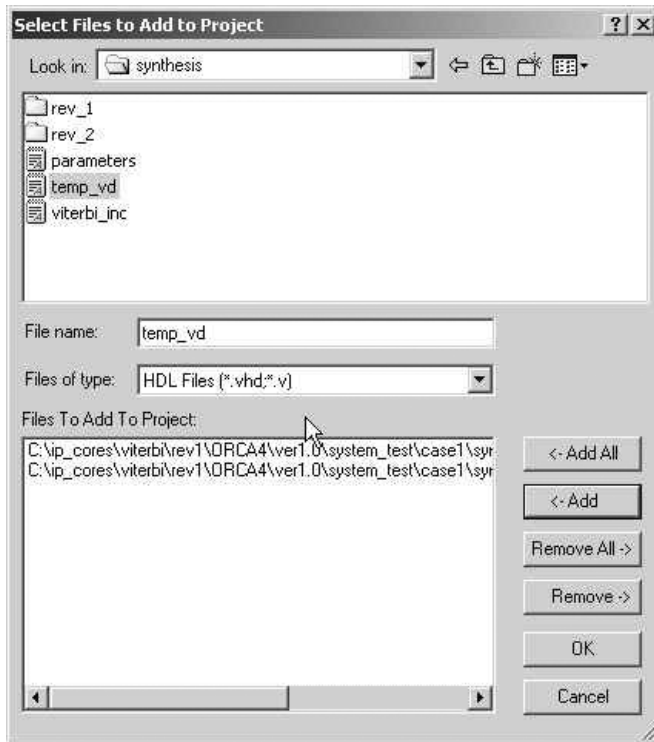 Select Files to Add to Project
Look in: synthesis
rev_1
rev_2
parameters
temp_vd
viterbi_inc
File name: temp_vd
Files of type: HDL Files (*.vhd;*.v)
Files To Add To Project:
C:\ip_cores\viterbi\rev1\ORCA4\ver1.0\system_test\case1\syr
C:\ip_cores\viterbi\rev1\ORCA4\ver1.0\system_test\case1\syr
<- Add All
<- Add
Remove All ->
Remove ->
OK
Cancel